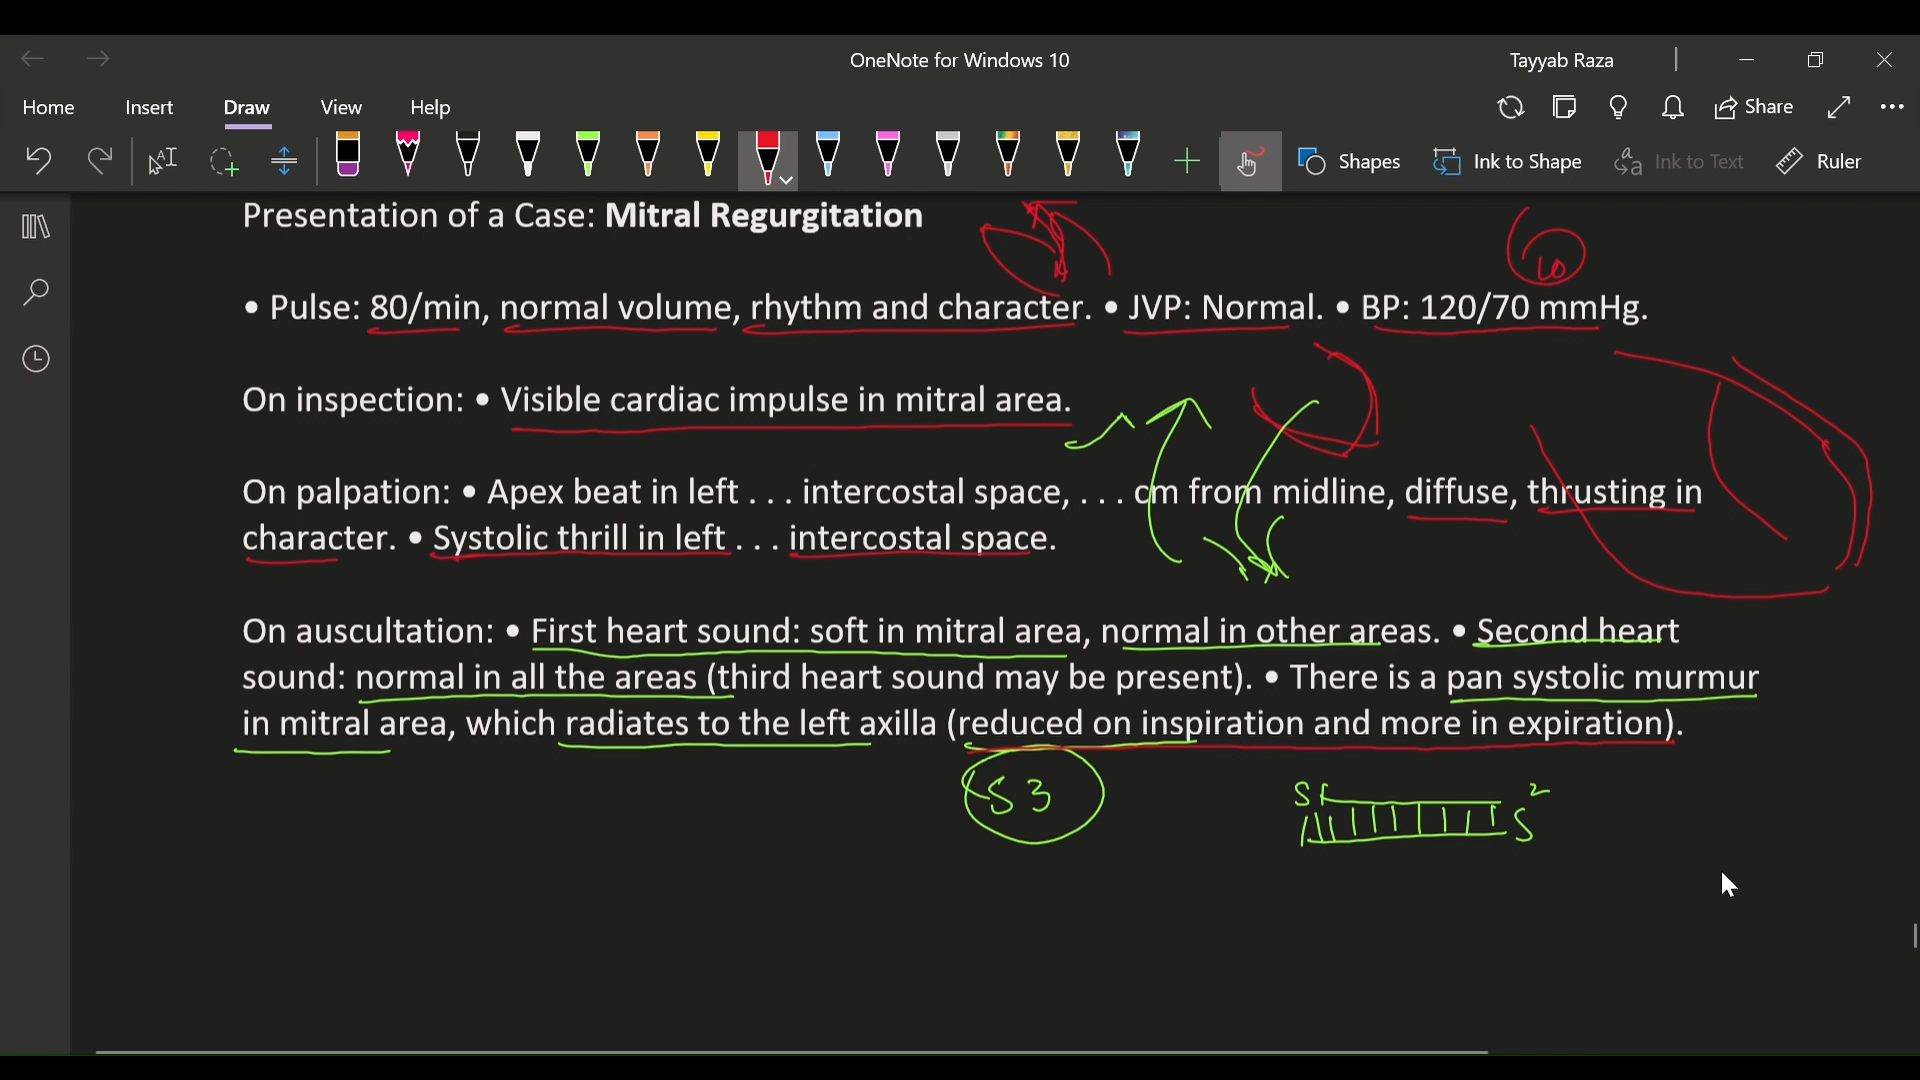 OneNote for Windows 10
Tayyab Raza
Home Insert Draw View Help
Share
Shapes Ink to Shape Ink to Text Ruler
Presentation of a Case: Mitral Regurgitation
• Pulse: 80/min, normal volume, rhythm and character. • JVP: Normal. • BP: 120/70 mmHg.
On inspection: • Visible cardiac impulse in mitral area.
On palpation: • Apex beat in left . . . intercostal space, . . . cm from midline, diffuse, thrusting in
character. • Systolic thrill in left . . . intercostal space.
On auscultation: • First heart sound: soft in mitral area, normal in other areas. • Second heart
sound: normal in all the areas (third heart sound may be present). • There is a pan systolic murmur
in mitral area, which radiates to the left axilla (reduced on inspiration and more in expiration).
S3